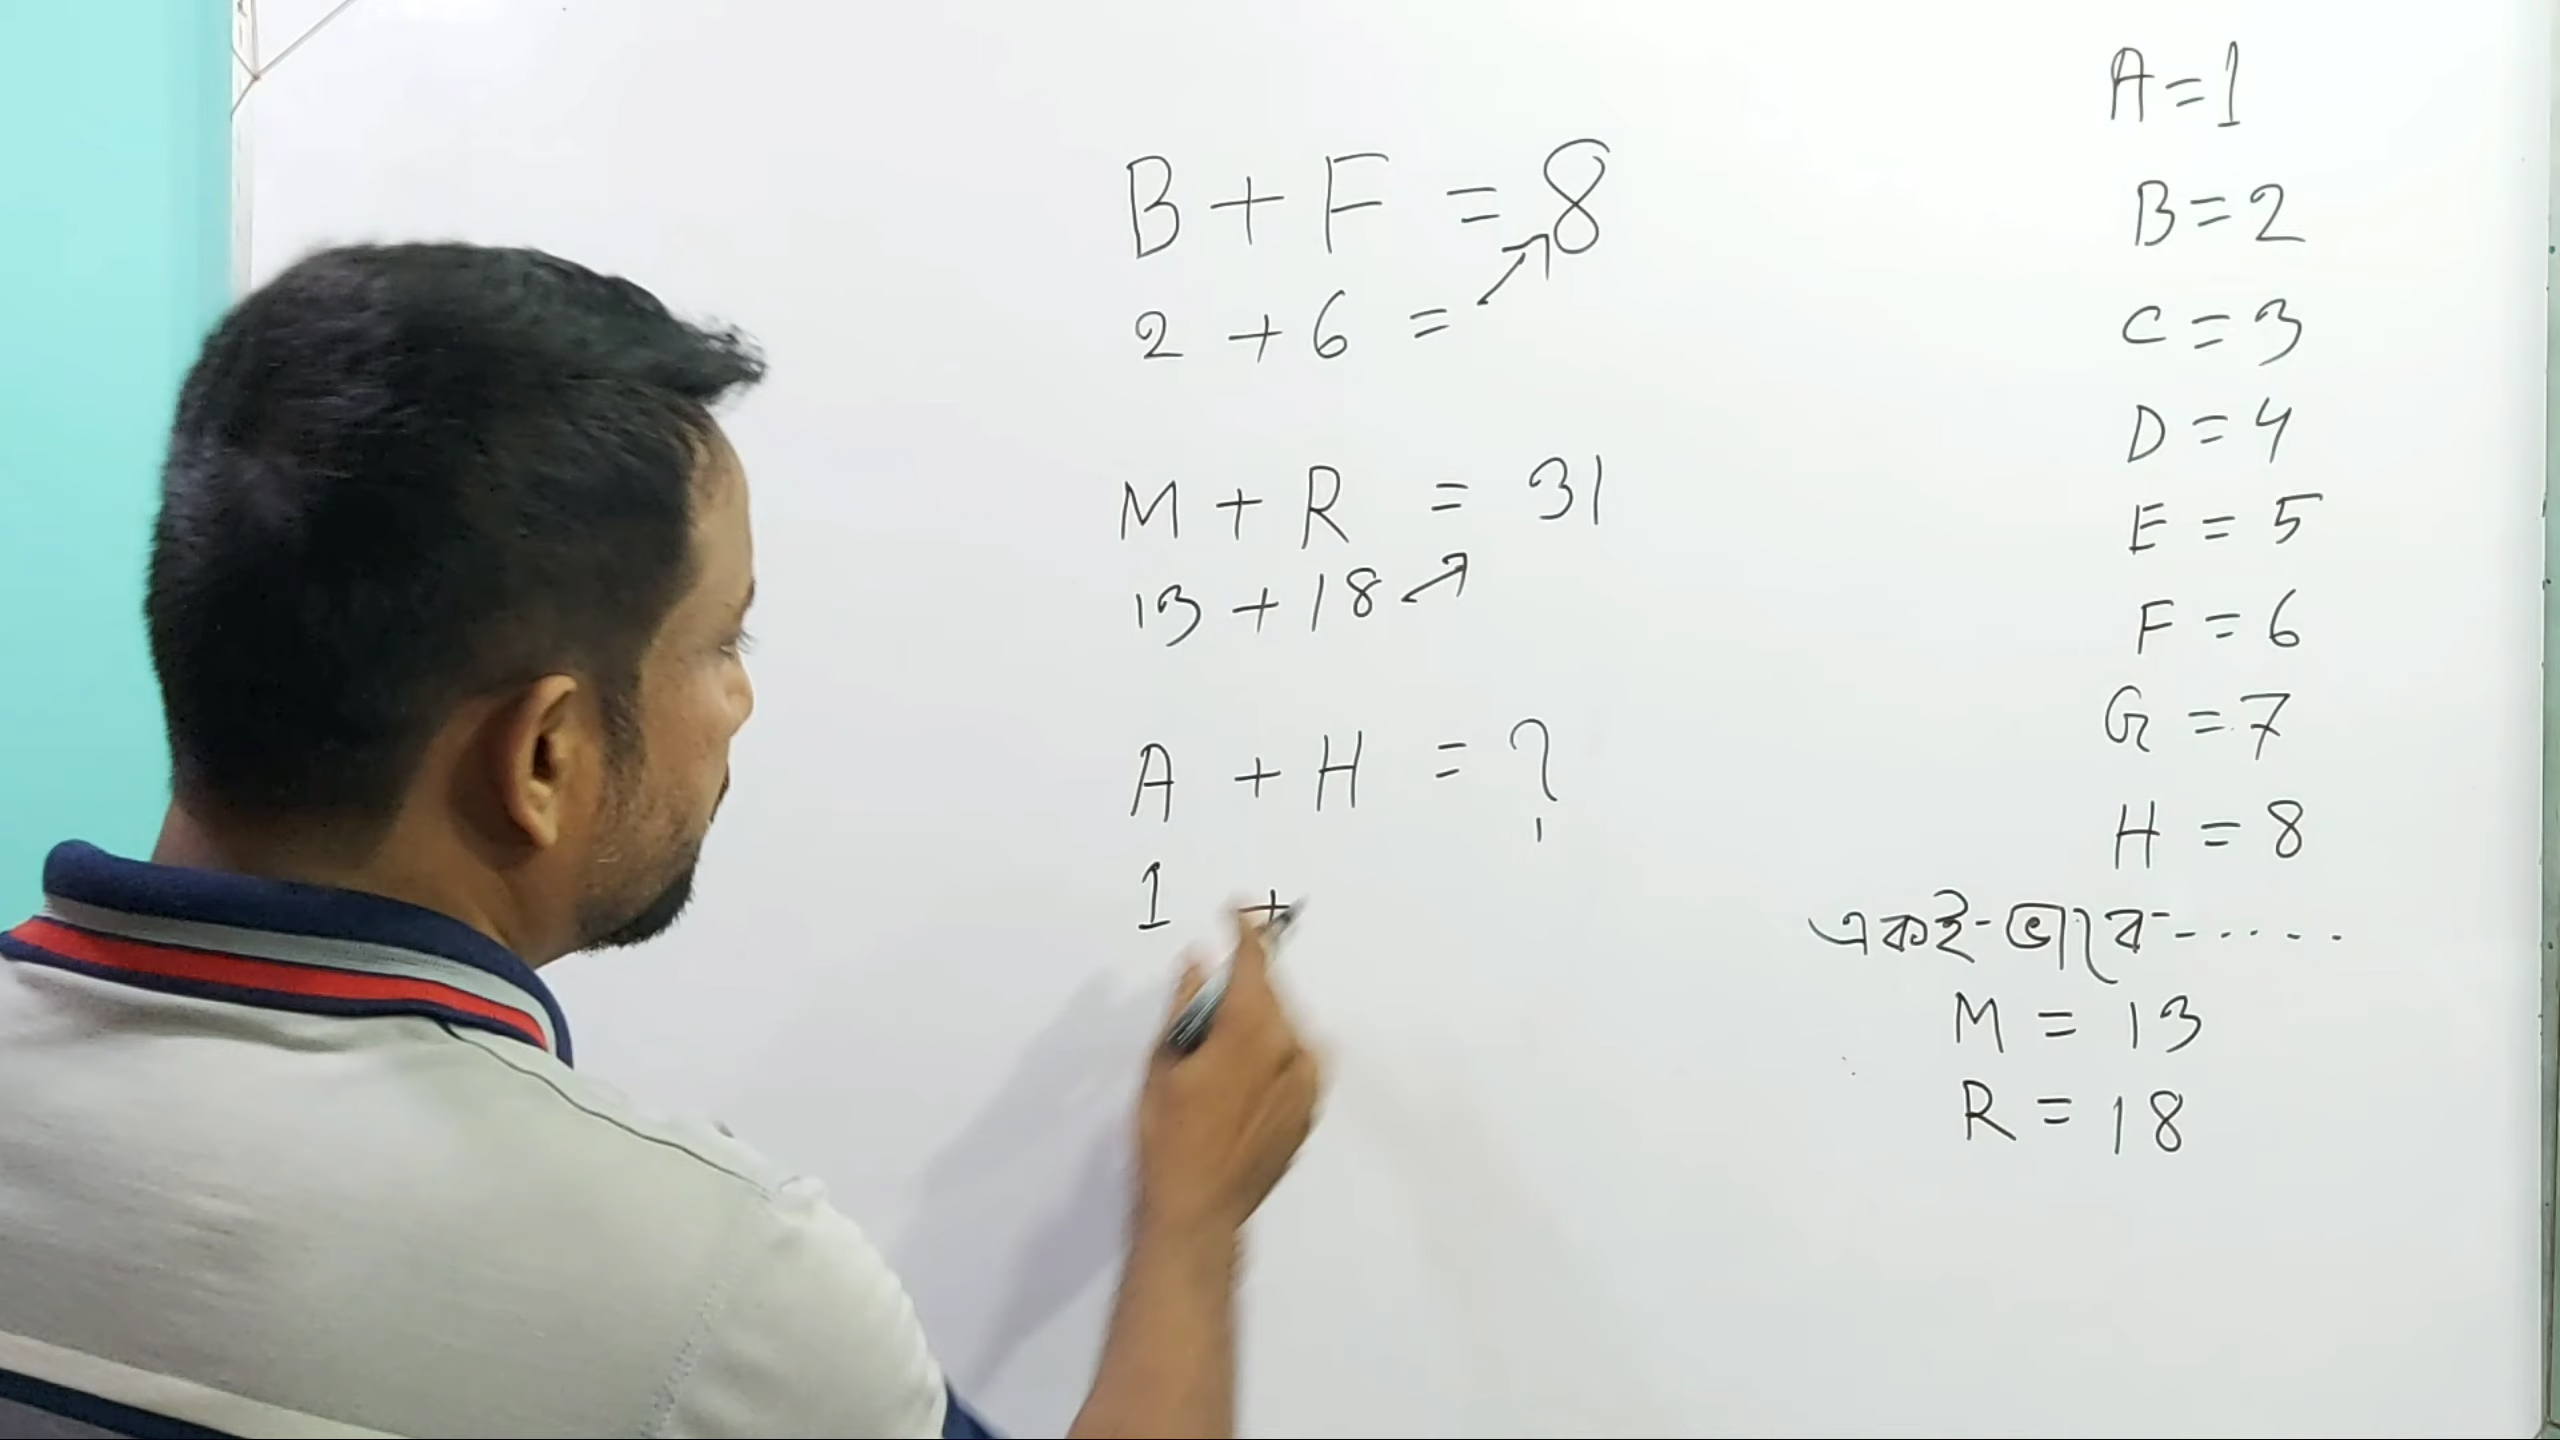 B + F = 8
2 + 6 =
M + R = 31
13 + 18
A + H = ?
1 +
A = 1
B = 2
C = 3
D = 4
E = 5
F = 6
G = 7
H = 8
একই ভাবে - - . . . . .
M = 13
R = 18